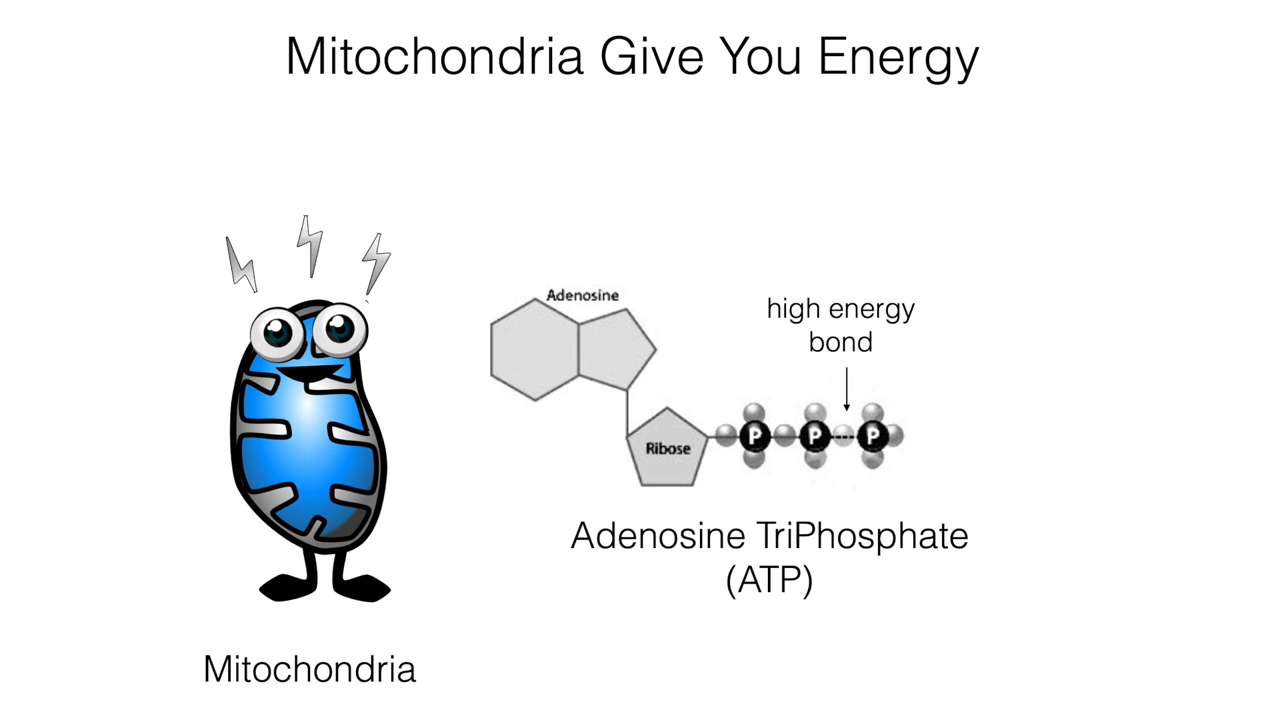 Mitochondria Give You Energy
Adenosine
high energy
bond
Ribose
P
P
P
Adenosine TriPhosphate
(ATP)
Mitochondria